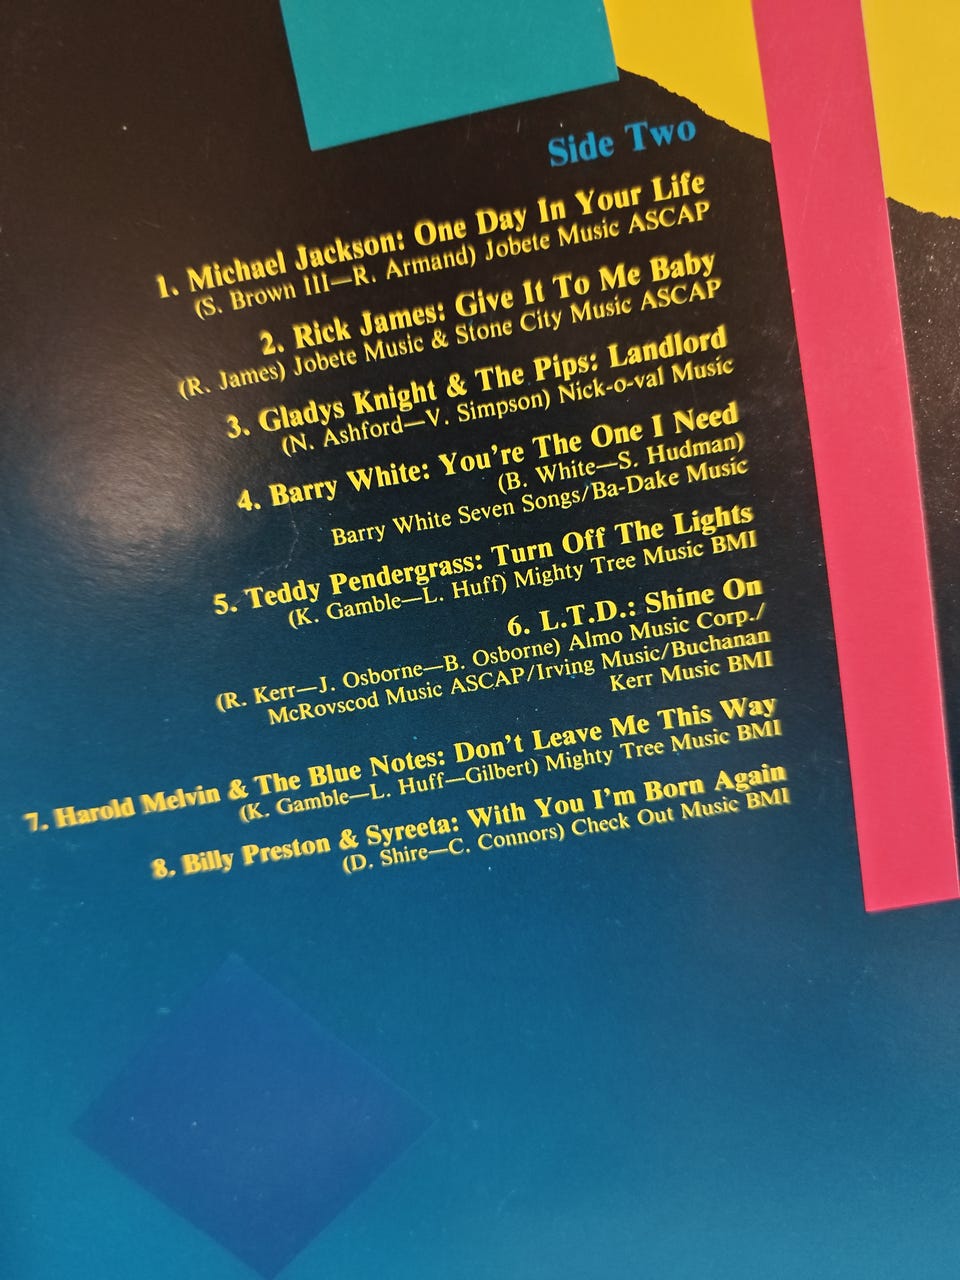 Side Two
1. Michael Jackson: One Day In Your Life
(S. Brown III—R. Armand) Jobete Music ASCAP
2. Rick James: Give It To Me Baby
(R. James) Jobete Music & Stone City Music ASCAP
3. Gladys Knight & The Pips: Landlord
(N. Ashford—V. Simpson) Nick-o-val Music
4. Barry White: You're The One I Need
(B. White—S. Hudman)
Barry White Seven Songs/Ba-Dake Music
5. Teddy Pendergrass: Turn Off The Lights
(K. Gamble—L. Huff) Mighty Tree Music BMI
6. L.T.D.: Shine On
(R. Kerr—J. Osborne—B. Osborne) Almo Music Corp./
McRovscod Music ASCAP/Irving Music/Buchanan
Kerr Music BMI
7. Harold Melvin & The Blue Notes: Don't Leave Me This Way
(K. Gamble—L. Huff—Gilbert) Mighty Tree Music BMI
8. Billy Preston & Syreeta: With You I'm Born Again
(D. Shire—C. Connors) Check Out Music BMI